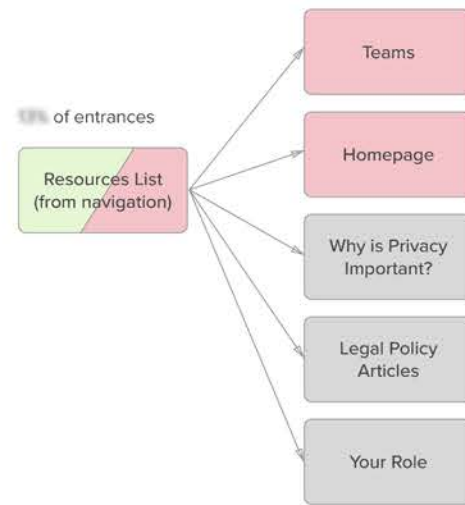 Teams
of entrances
Homepage
Resources List
(from navigation)
Why is Privacy
Important?
Legal Policy
Articles
Your Role